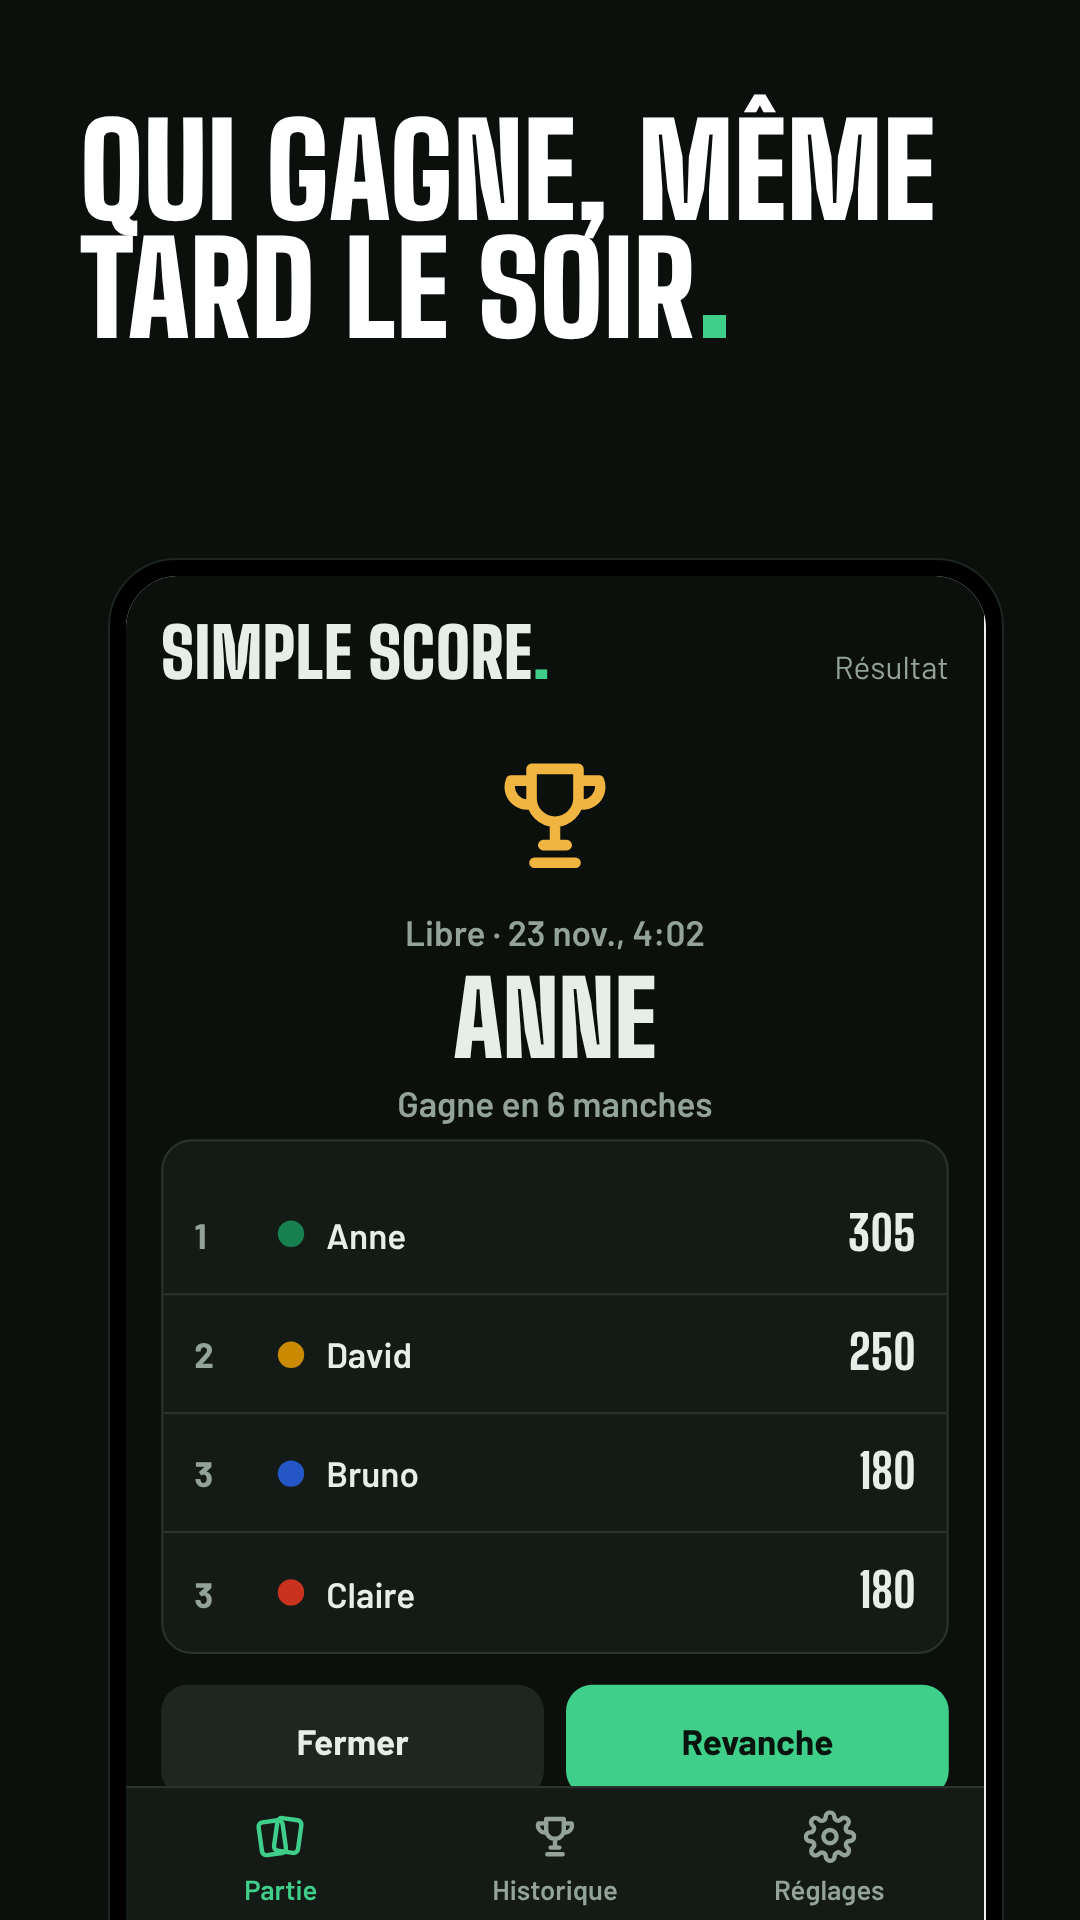 QUI GAGNE, MÊME
TARD LE SOIR.
SIMPLE SCORE.
Résultat
Libre · 23 nov., 4:02
ANNE
Gagne en 6 manches
1 Anne 305
2 David 250
3 Bruno 180
3 Claire 180
Fermer Revanche
Partie Historique Réglages